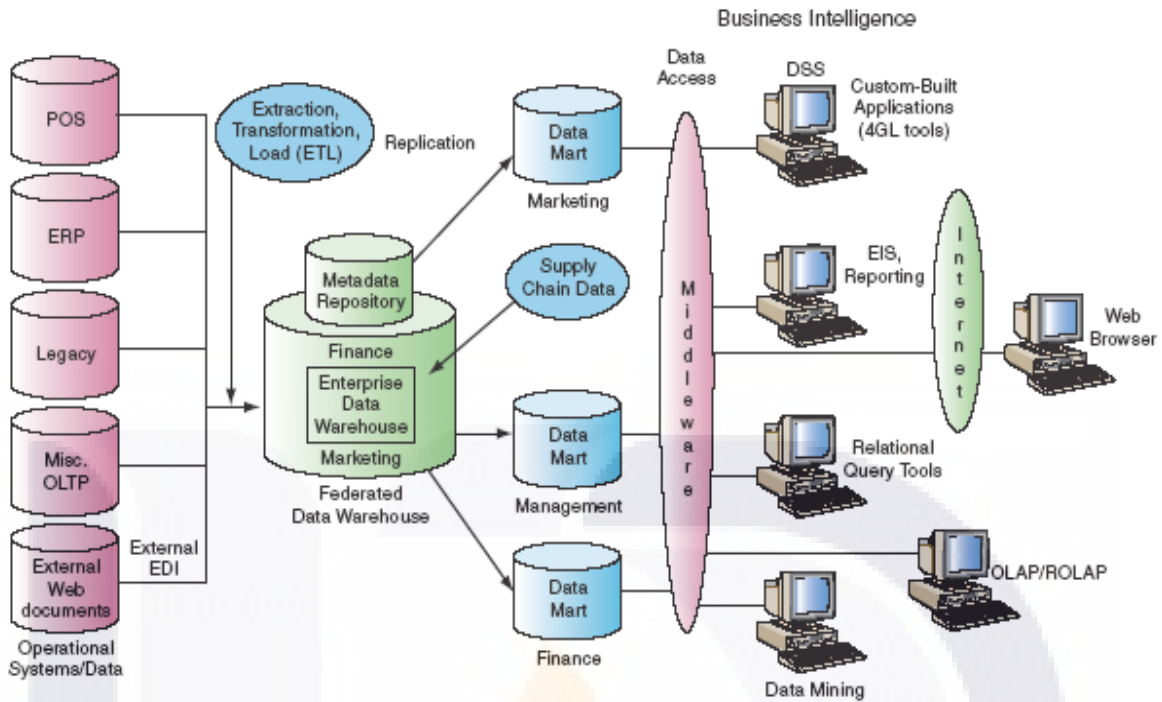 Business Intelligence
Data
Access
DSS
Custom-Built
Applications
(4GL tools)
POS
Extraction,
Transformation,
Load (ETL)
Replication
Data
Mart
Marketing
ERP
Metadata
Repository
Supply
Chain Data
EIS,
Reporting
Internet
Web
Browser
Middleware
Legacy
Finance
Enterprise
Data
Warehouse
Marketing
Federated
Data Warehouse
Data
Mart
Management
Relational
Query Tools
Misc.
OLTP
External
EDI
External
Web
documents
Operational
Systems/Data
Data
Mart
Finance
OLAP/ROLAP
Data Mining